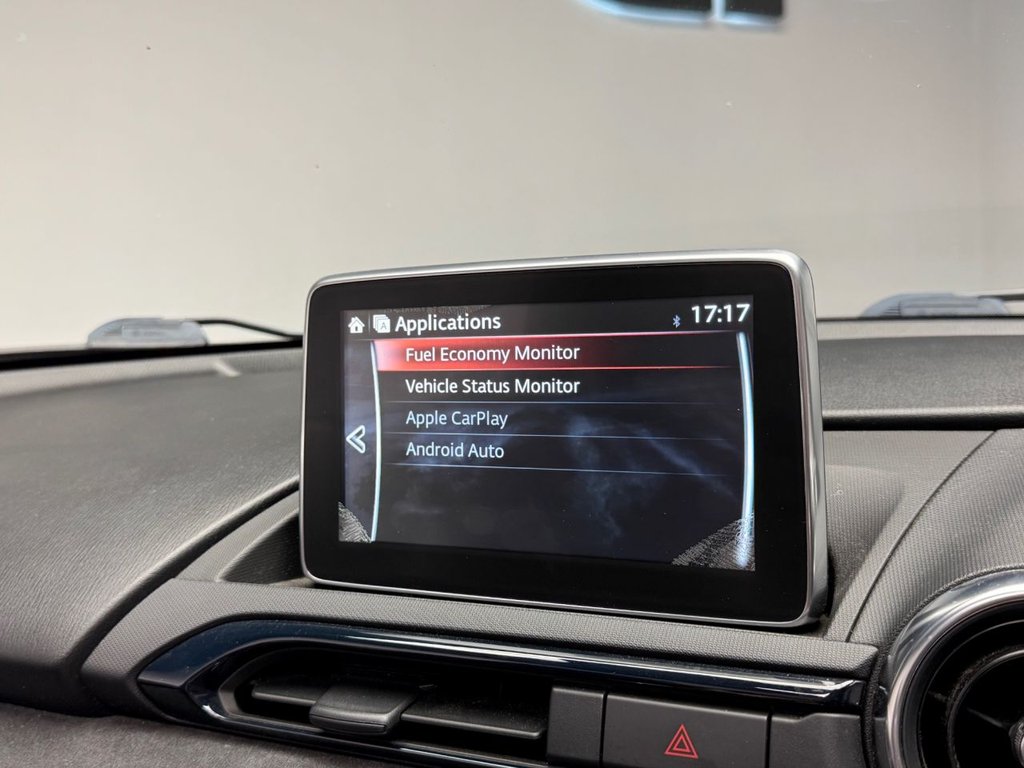 Applications 17:17
Fuel Economy Monitor
Vehicle Status Monitor
Apple CarPlay
Android Auto